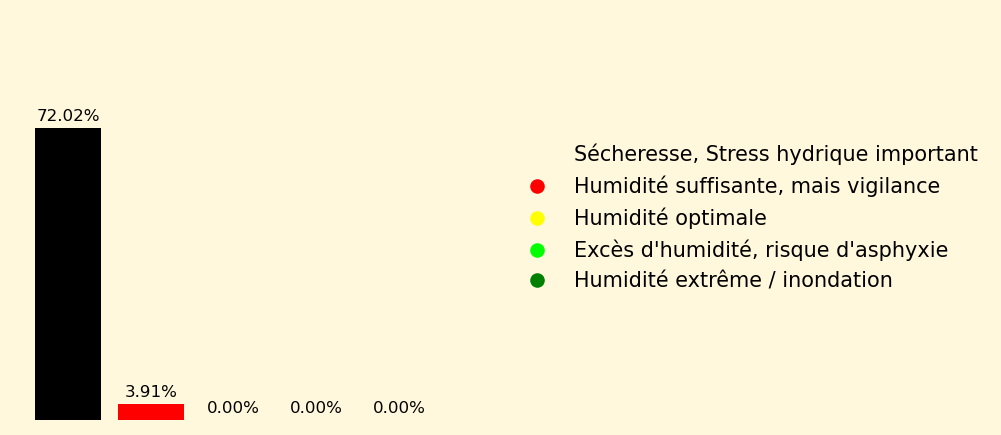 72.02%
3.91%
0.00%
0.00%
0.00%
Sécheresse, Stress hydrique important
Humidité suffisante, mais vigilance
Humidité optimale
Excès d'humidité, risque d'asphyxie
Humidité extrême / inondation